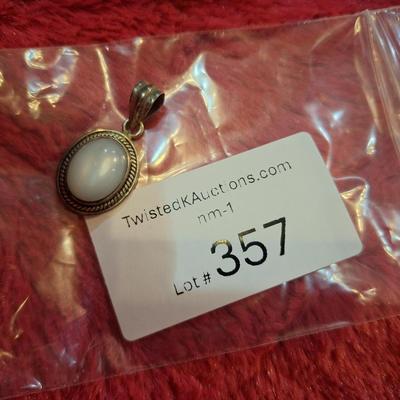 TwistedKAuctions.com
nm-1
Lot # 357